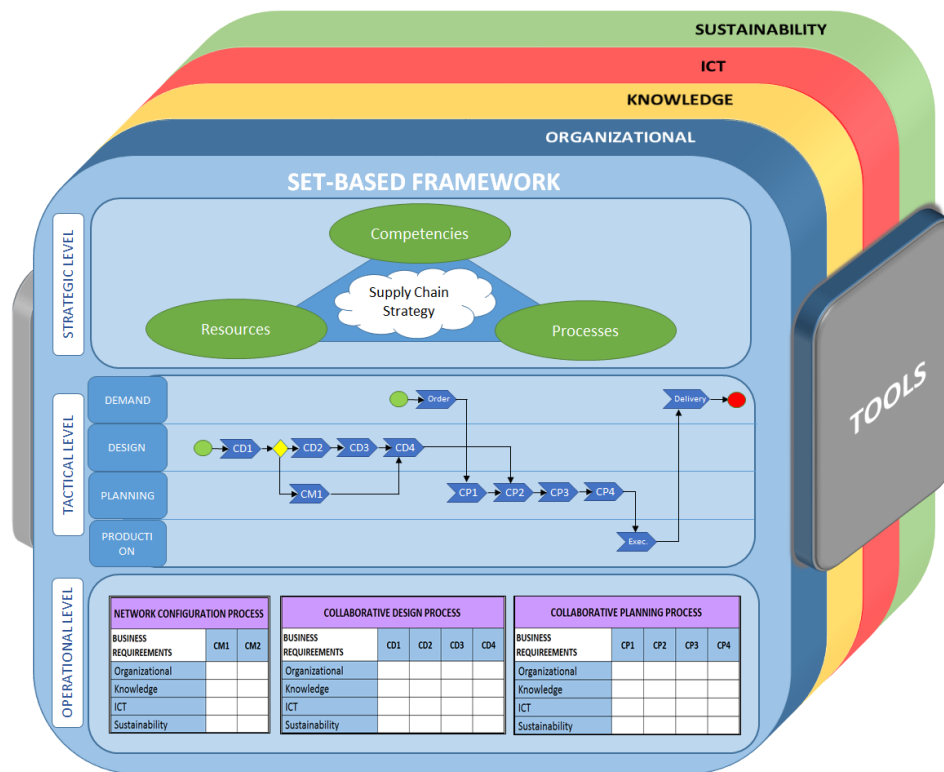 SUSTAINABILITY
ICT
KNOWLEDGE
ORGANIZATIONAL
SET-BASED FRAMEWORK
STRATEGIC LEVEL
Competencies
Supply Chain
Strategy
Resources
Processes
TOOLS
TACTICAL LEVEL
DEMAND
Order
Delivery
DESIGN
CD1
CD2
CD3
CD4
PLANNING
CM1
CP1
CP2
CP3
CP4
PRODUCTI
ON
Exec.
OPERATIONAL LEVEL
NETWORK CONFIGURATION PROCESS
BUSINESS
REQUIREEMENTS
CM1
CM2
Organizational
Knowledge
ICT
Sustainability
COLLABORATIVE DESIGN PROCESS
BUSINESS
REQUIREEMENTS
CD1
CD2
CD3
CD4
Organizational
Knowledge
ICT
Sustainability
COLLABORATIVE PLANNING PROCESS
BUSINESS
REQUIREEMENTS
CP1
CP2
CP3
CP4
Organizational
Knowledge
ICT
Sustainability